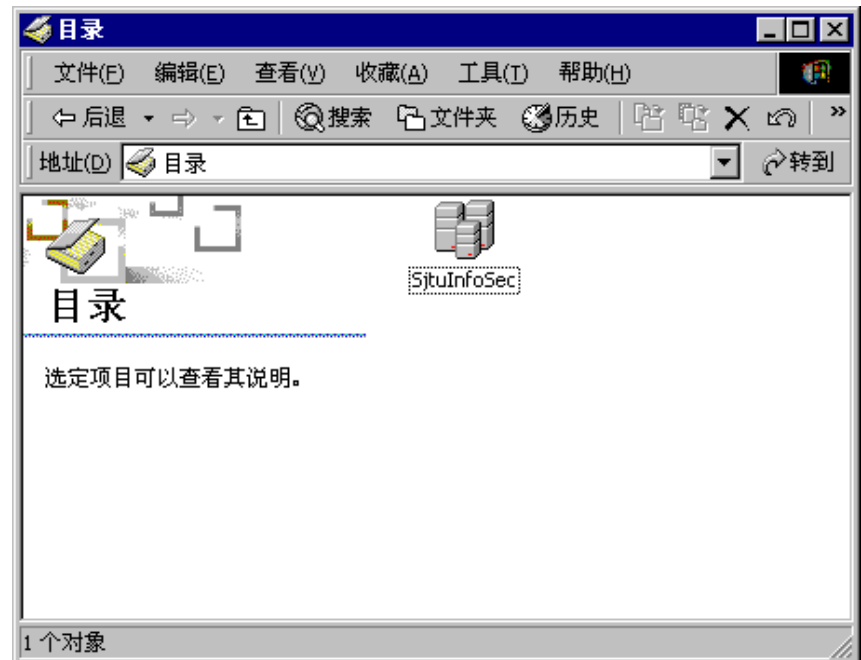 目录
文件(F) 编辑(E) 查看(V) 收藏(A) 工具(T) 帮助(H)
后退 搜索 文件夹 历史 »
地址(D) 目录 转到
SjtuInfoSec
目录
选定项目可以查看其说明。
1 个对象